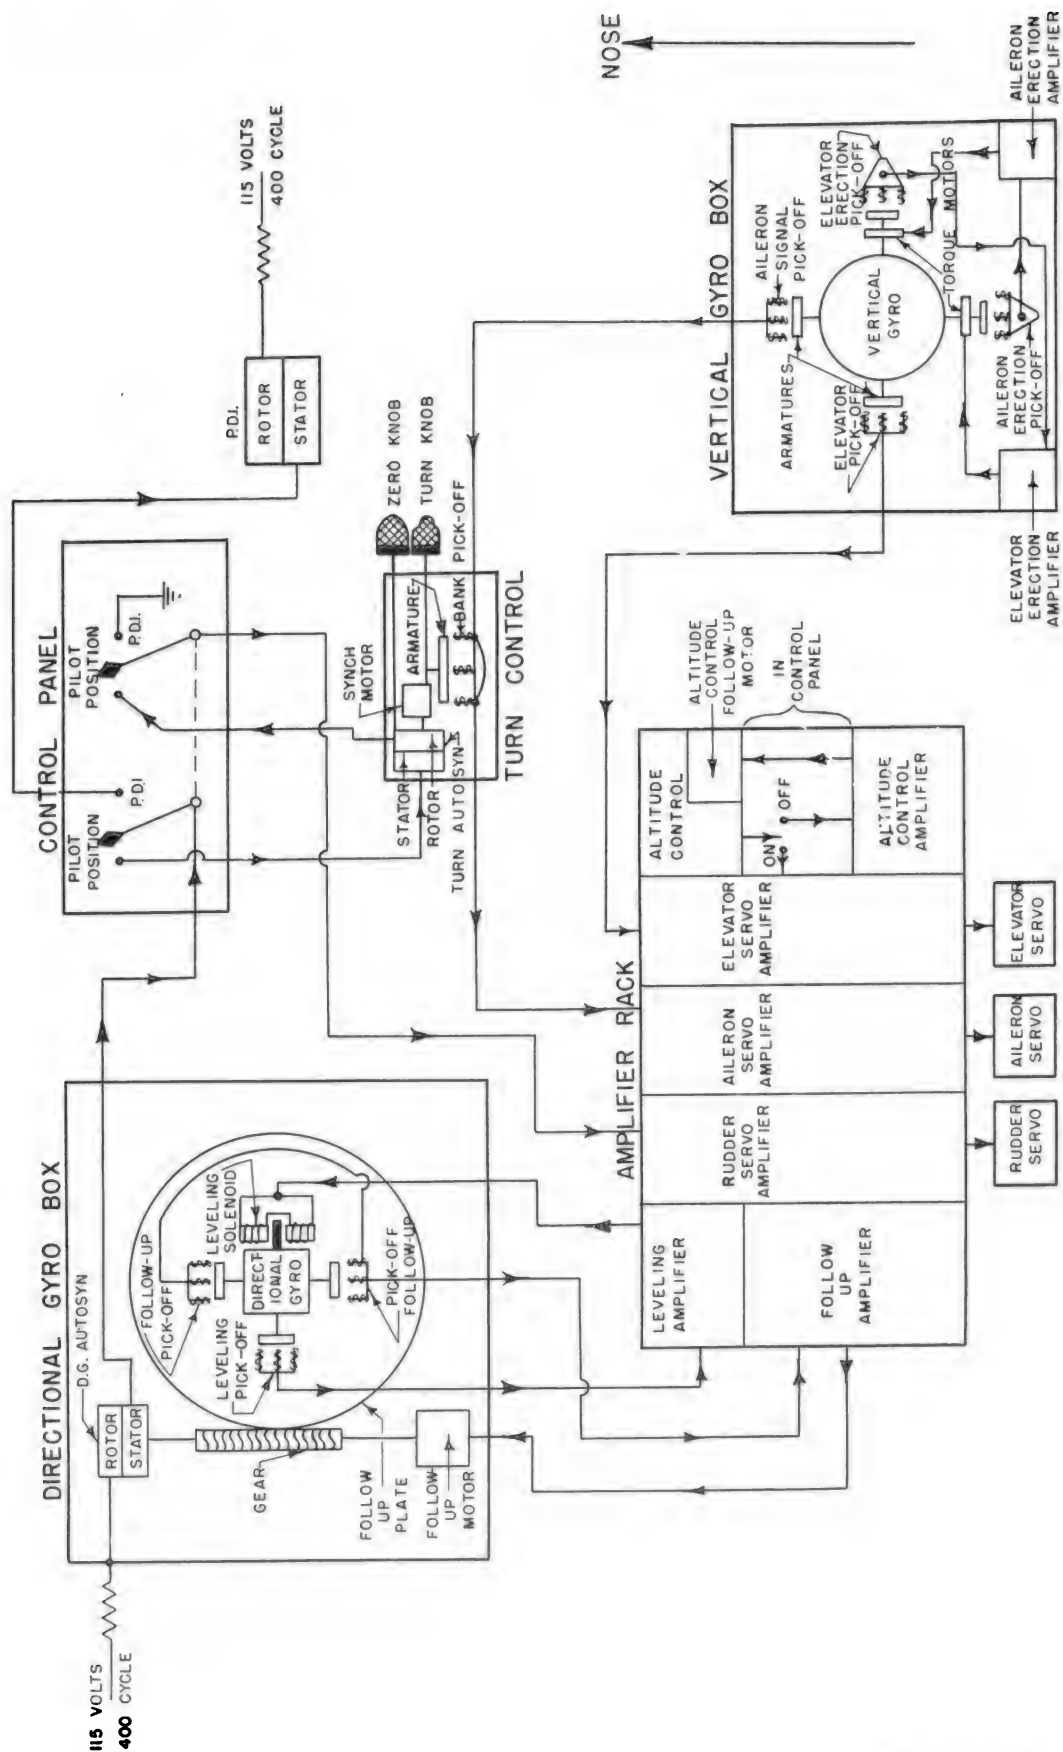 115 VOLTS
400 CYCLE
DIRECTIONAL GYRO BOX
D.G. AUTOSYN
ROTOR
STATOR
GEAR
FOLLOW
UP
PLATE
FOLLOW
UP
MOTOR
FOLLOW-UP
PICK-OFF
LEVELING
SOLENOID
DIRECT-
IONAL
GYRO
LEVELING
PICK-OFF
PICK-OFF
FOLLOW-UP
CONTROL PANEL
PILOT
POSITION
P.D.I.
PILOT
POSITION
P.D.I.
P.D.I.
ROTOR
STATOR
115 VOLTS
400 CYCLE
ZERO KNOB
TURN KNOB
SYNCH
MOTOR
ARMATURE
BANK PICK-OFF
STATOR
ROTOR
TURN AUTOSYN
TURN CONTROL
AMPLIFIER RACK
LEVELING
AMPLIFIER
FOLLOW
UP
AMPLIFIER
RUDDER
SERVO
AMPLIFIER
AILERON
SERVO
AMPLIFIER
ELEVATOR
SERVO
AMPLIFIER
ALTITUDE
CONTROL
ON
OFF
ALTITUDE
CONTROL
AMPLIFIER
ALTITUDE
CONTROL
FOLLOW-UP
MOTOR
IN
CONTROL
PANEL
RUDDER
SERVO
AILERON
SERVO
ELEVATOR
SERVO
VERTICAL GYRO BOX
AILERON
SIGNAL
PICK-OFF
ELEVATOR
ERECTION
PICK-OFF
ARMATURES
ELEVATOR
PICK-OFF
VERTICAL
GYRO
TORQUE
MOTORS
AILERON
ERECTION
PICK-OFF
ELEVATOR
ERECTION
AMPLIFIER
AILERON
ERECTION
AMPLIFIER
NOSE